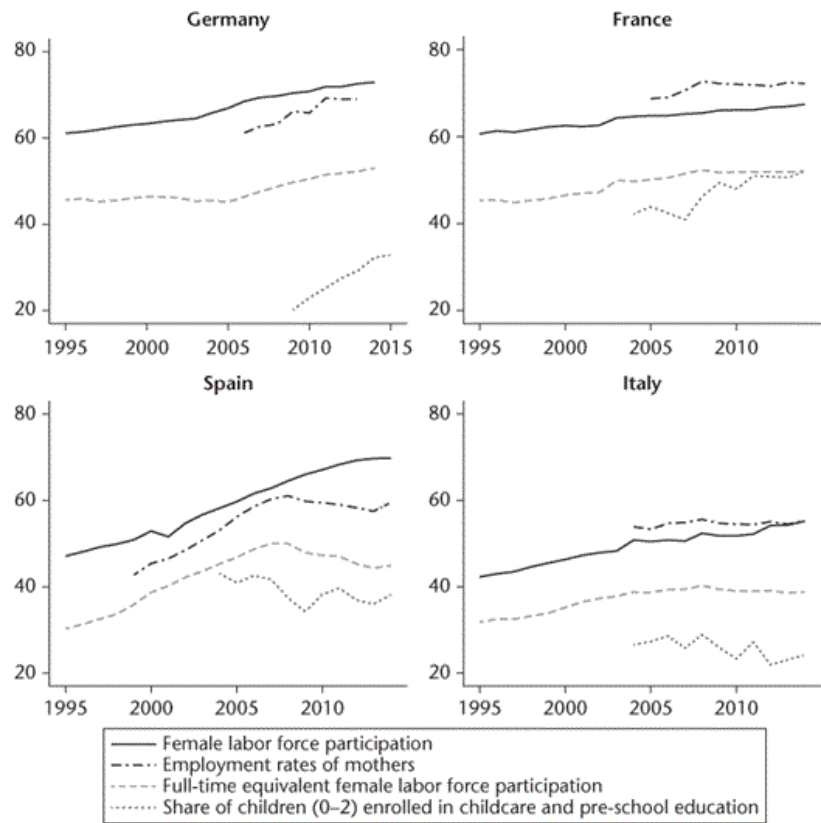 Germany
80
60
40
20
1995 2000 2005 2010 2015
France
80
60
40
20
1995 2000 2005 2010
Spain
80
60
40
20
1995 2000 2005 2010
Italy
80
60
40
20
1995 2000 2005 2010
Female labor force participation
Employment rates of mothers
Full-time equivalent female labor force participation
Share of children (0–2) enrolled in childcare and pre-school education